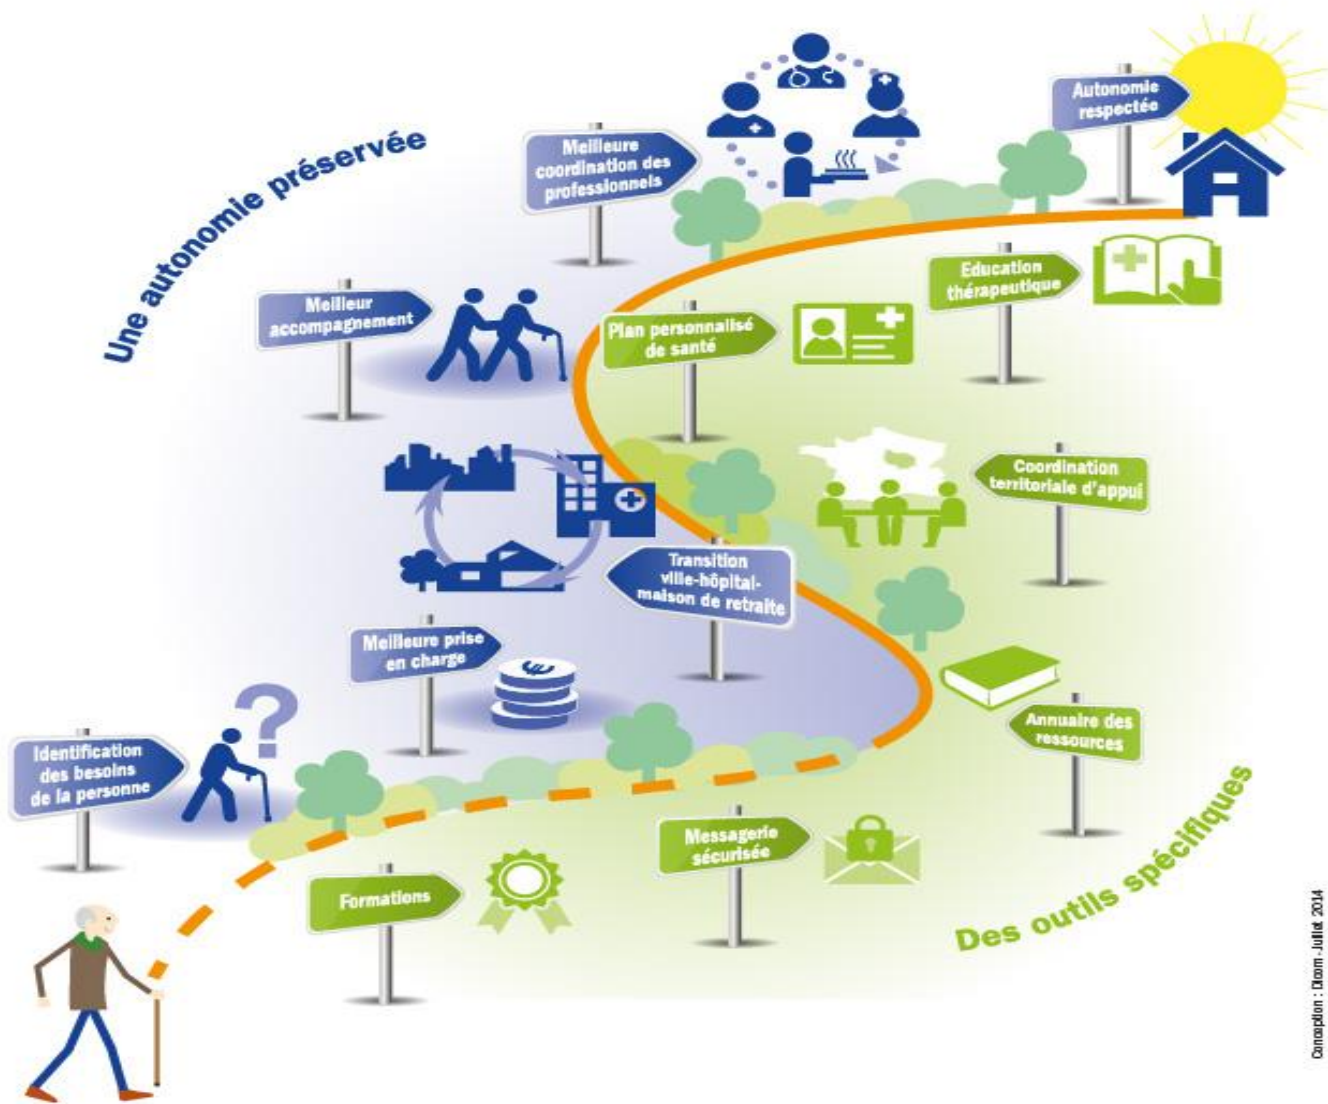 Une autonomie préservée
Meilleure
coordination des
professionnels
Autonomie
respectée
Education
thérapeutique
Meilleur
accompagnement
Plan personnalisé
de santé
Coordination
territoriale d'appui
Transition
ville-hôpital-
maison de retraite
Meilleure prise
en charge
€
Annuaire des
ressources
?
Identification
des besoins
de la personne
Messagerie
sécurisée
Formations
Des outils spécifiques
Conception : Dicom - Juillet 2014